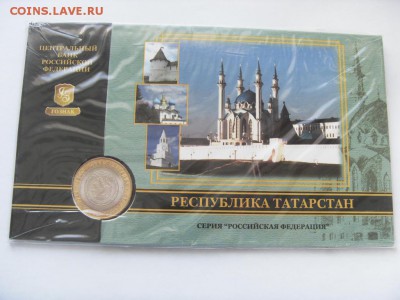 COINS.LAVE.RU
ЦЕНТРАЛЬНЫЙ
БАНК
РОССИЙСКОЙ
ФЕДЕРАЦИИ
ГОЗНАК
РЕСПУБЛИКА ТАТАРСТАН
СЕРИЯ "РОССИЙСКАЯ ФЕДЕРАЦИЯ"